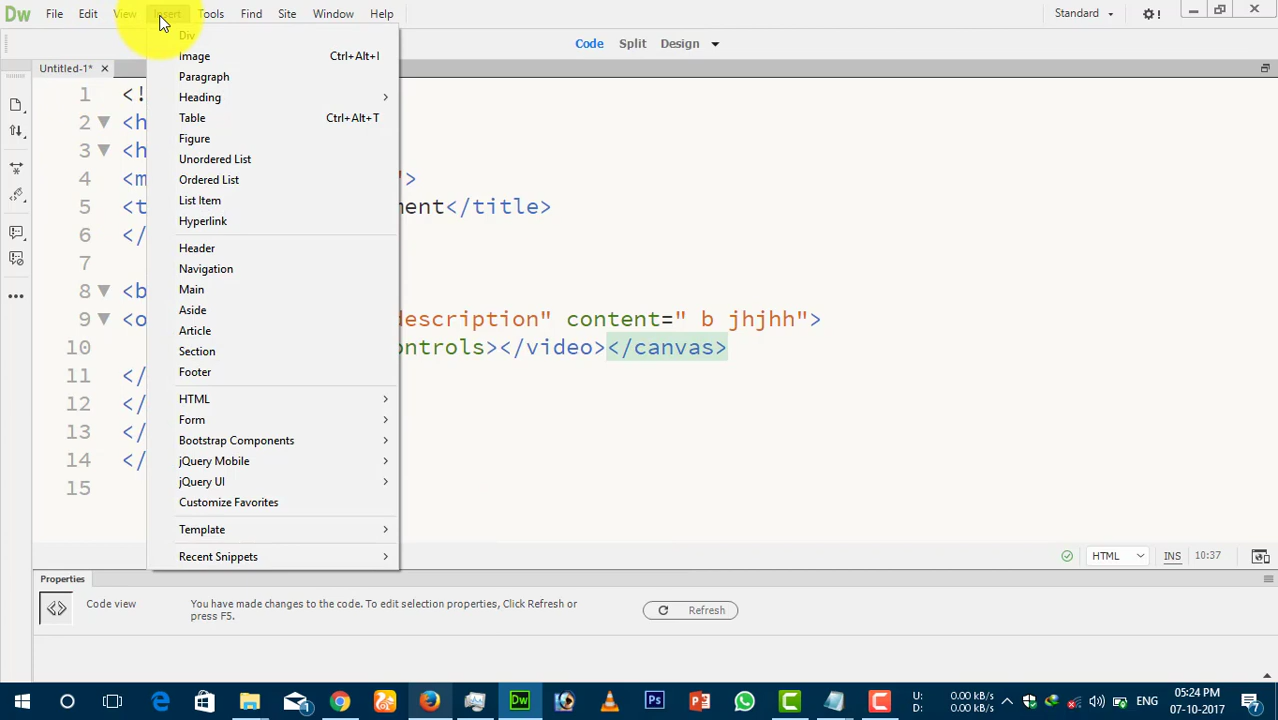 Dw File Edit View Insert Tools Find Site Window Help Standard
Code Split Design
Untitled-1*
Div
Image Ctrl+Alt+I
Paragraph
Heading
Table Ctrl+Alt+T
Figure
Unordered List
Ordered List
List Item
Hyperlink
Header
Navigation
Main
Aside
Article
Section
Footer
HTML
Form
Bootstrap Components
jQuery Mobile
jQuery UI
Customize Favorites
Template
Recent Snippets
1 <!
2 <h
3 <h
4 <m ">
5 <t ment</title>
6 </
7
8 <b
9 <o description" content=" b jhjhh">
10 ontrols></video></canvas>
11 </
12 </
13 </
14 </
15
HTML INS 10:37
Properties
Code view You have made changes to the code. To edit selection properties, Click Refresh or
press F5.
Refresh
1 Dw Ps U: 0.00 kB/s ENG 05:24 PM
D: 0.00 kB/s 07-10-2017 7